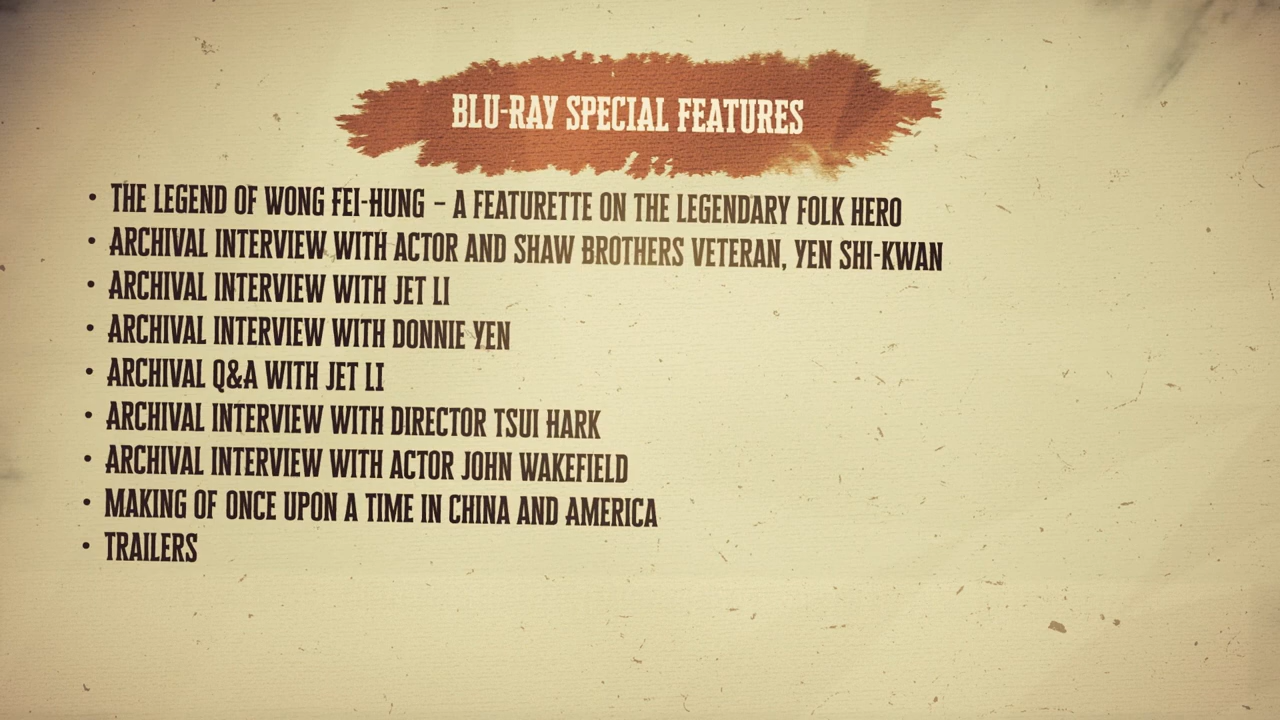 BLU-RAY SPECIAL FEATURES
• THE LEGEND OF WONG FEI-HUNG – A FEATURETTE ON THE LEGENDARY FOLK HERO
• ARCHIVAL INTERVIEW WITH ACTOR AND SHAW BROTHERS VETERAN, YEN SHI-KWAN
• ARCHIVAL INTERVIEW WITH JET LI
• ARCHIVAL INTERVIEW WITH DONNIE YEN
• ARCHIVAL Q&A WITH JET LI
• ARCHIVAL INTERVIEW WITH DIRECTOR TSUI HARK
• ARCHIVAL INTERVIEW WITH ACTOR JOHN WAKEFIELD
• MAKING OF ONCE UPON A TIME IN CHINA AND AMERICA
• TRAILERS